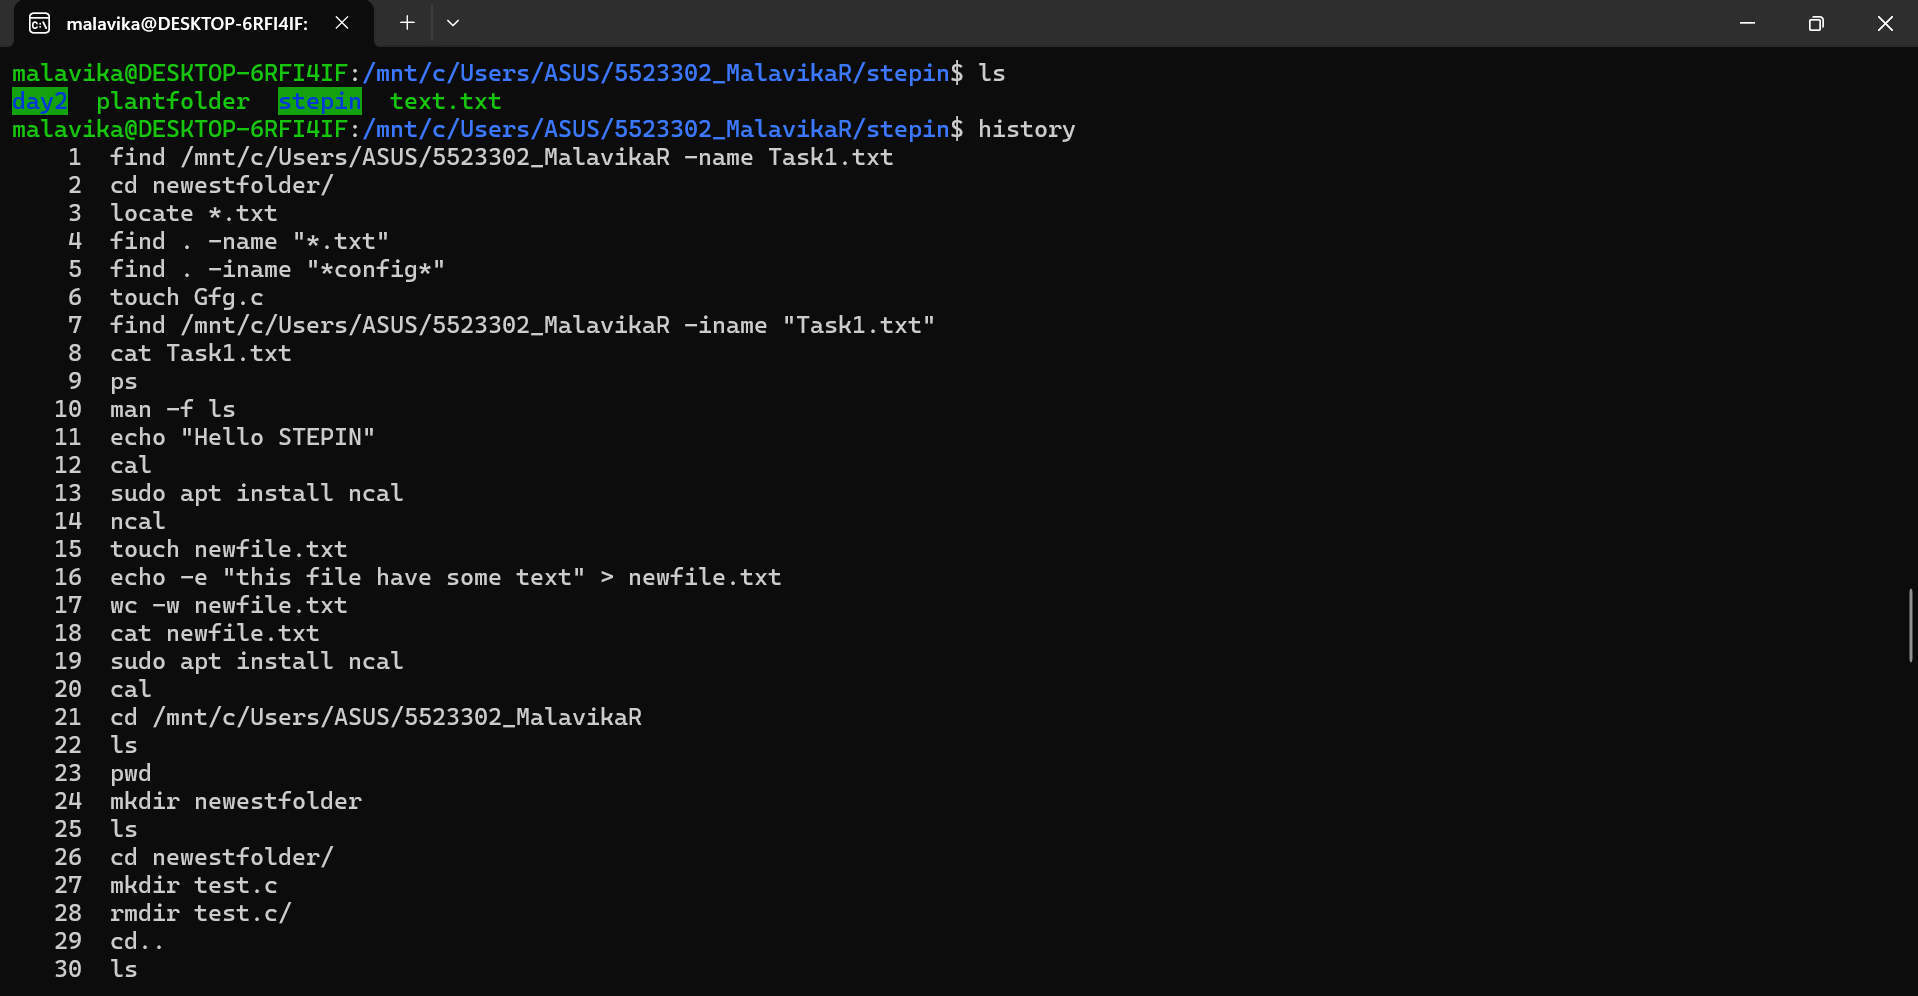 malavika@DESKTOP-6RFI4IF:
malavika@DESKTOP-6RFI4IF:/mnt/c/Users/ASUS/5523302_MalavikaR/stepin$ ls
day2  plantfolder  stepin  text.txt
malavika@DESKTOP-6RFI4IF:/mnt/c/Users/ASUS/5523302_MalavikaR/stepin$ history
    1  find /mnt/c/Users/ASUS/5523302_MalavikaR -name Task1.txt
    2  cd newestfolder/
    3  locate *.txt
    4  find . -name "*.txt"
    5  find . -iname "*config*"
    6  touch Gfg.c
    7  find /mnt/c/Users/ASUS/5523302_MalavikaR -iname "Task1.txt"
    8  cat Task1.txt
    9  ps
   10  man -f ls
   11  echo "Hello STEPIN"
   12  cal
   13  sudo apt install ncal
   14  ncal
   15  touch newfile.txt
   16  echo -e "this file have some text" > newfile.txt
   17  wc -w newfile.txt
   18  cat newfile.txt
   19  sudo apt install ncal
   20  cal
   21  cd /mnt/c/Users/ASUS/5523302_MalavikaR
   22  ls
   23  pwd
   24  mkdir newestfolder
   25  ls
   26  cd newestfolder/
   27  mkdir test.c
   28  rmdir test.c/
   29  cd..
   30  ls